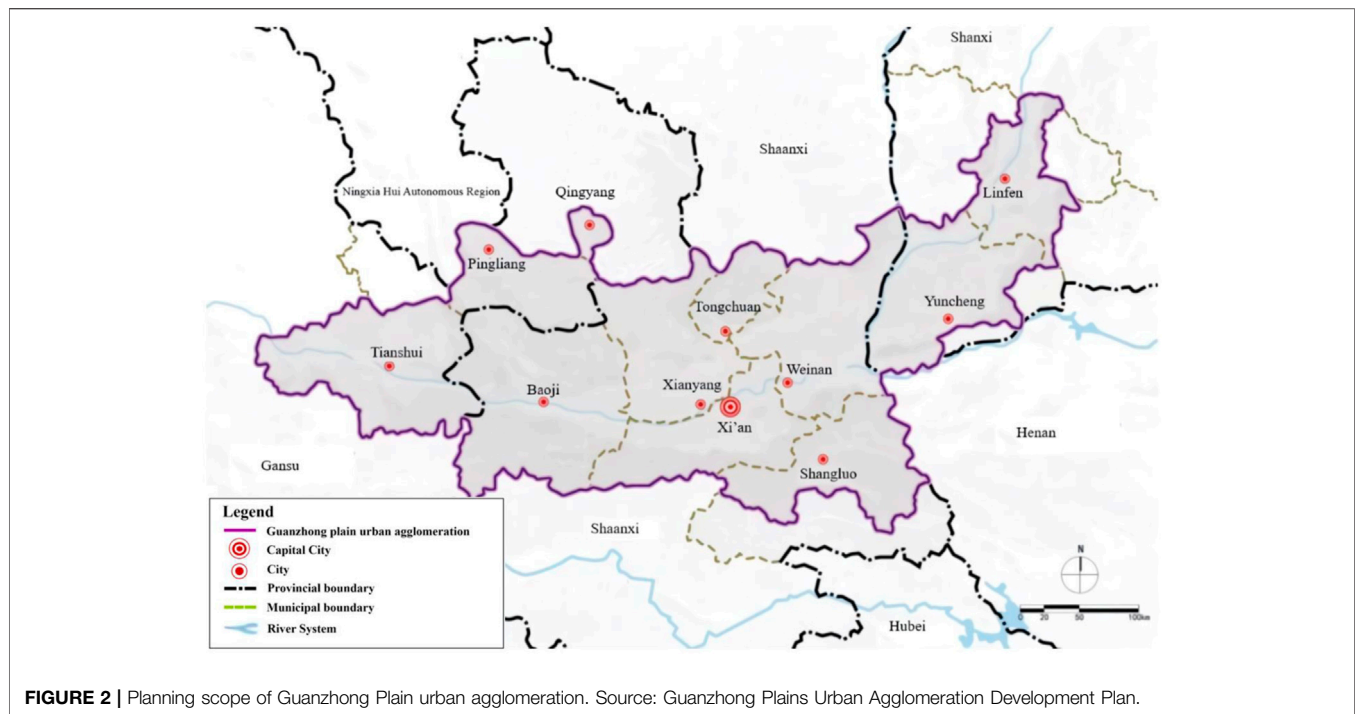 Shanxi
Shaanxi
Linfen
Ningxia Hui Autonomous Region
Qingyang
Pingliang
Tongchuan
Yuncheng
Tianshui
Weinan
Baoji
Xianyang
Xi'an
Henan
Gansu
Shangluo
Shaanxi
Hubei
Legend
Guanzhong plain urban agglomeration
Capital City
City
Provincial boundary
Municipal boundary
River System
N
0 20 50 100km
FIGURE 2 | Planning scope of Guanzhong Plain urban agglomeration. Source: Guanzhong Plains Urban Agglomeration Development Plan.